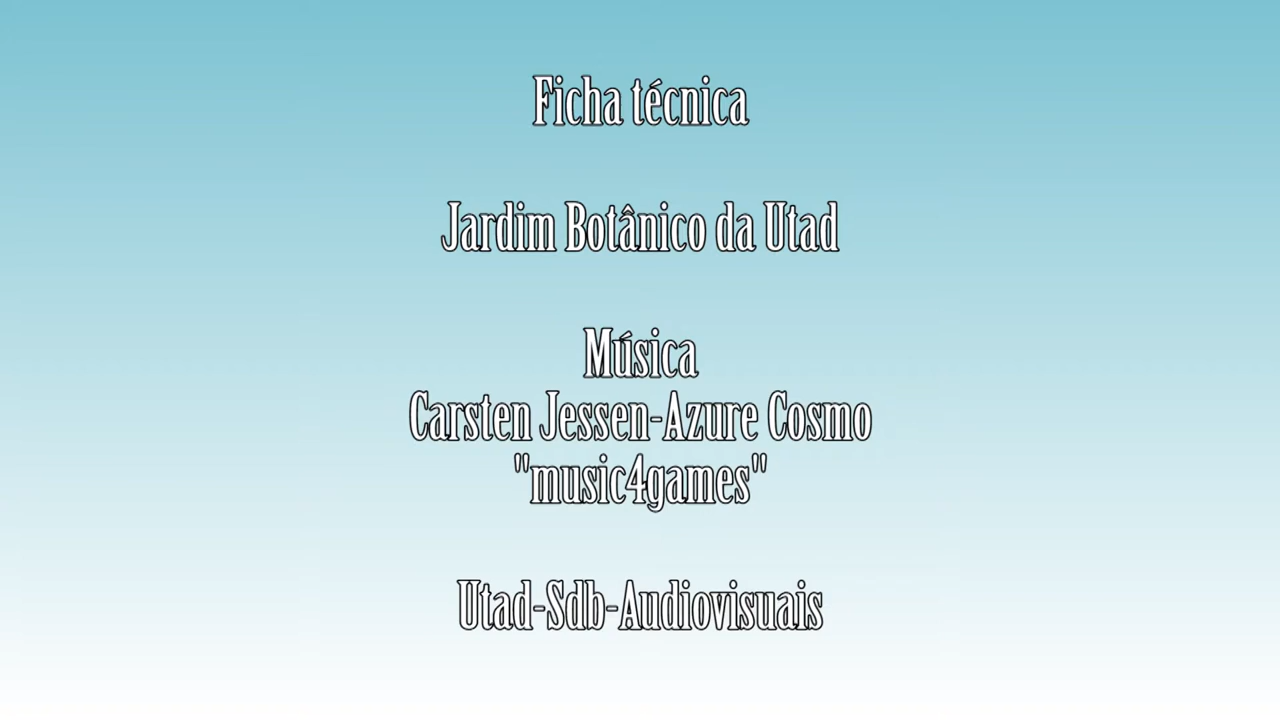 Ficha técnica
Jardim Botânico da Utad
Música
Carsten Jessen-Azure Cosmo
"music4games"
Utad-Sdb-Audiovisuais